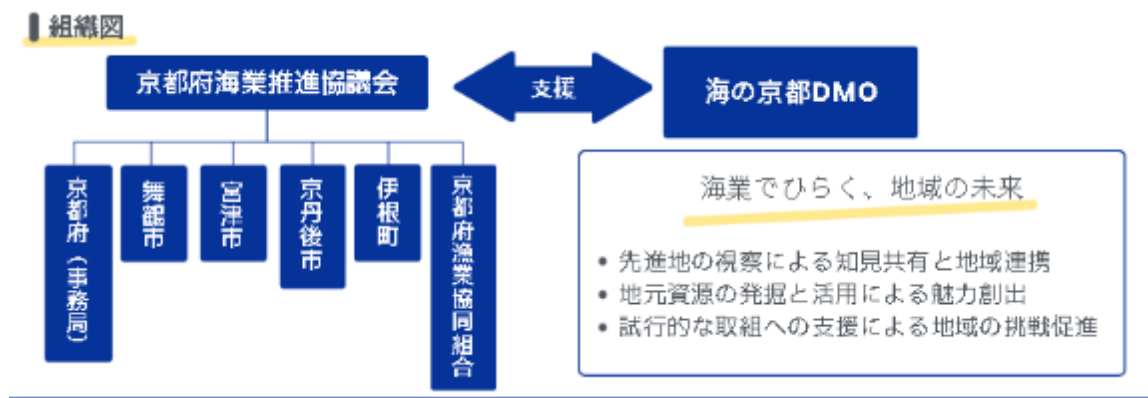 組織図
京都府海業推進協議会
支援
海の京都DMO
京都府（事務局）
舞鶴市
宮津市
京丹後市
伊根町
京都府漁業協同組合
海業でひらく、地域の未来
• 先進地の視察による知見共有と地域連携
• 地元資源の発掘と活用による魅力創出
• 試行的な取組への支援による地域の挑戦促進